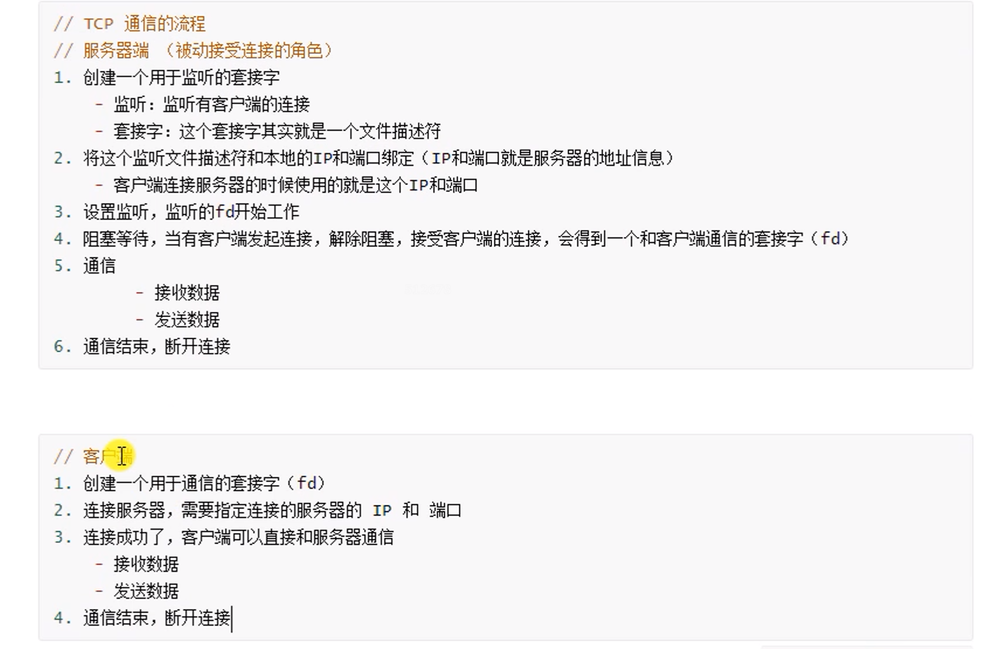 // TCP 通信的流程
// 服务器端 （被动接受连接的角色）
1. 创建一个用于监听的套接字
- 监听：监听有客户端的连接
- 套接字：这个套接字其实就是一个文件描述符
2. 将这个监听文件描述符和本地的IP和端口绑定（IP和端口就是服务器的地址信息）
- 客户端连接服务器的时候使用的就是这个IP和端口
3. 设置监听，监听的fd开始工作
4. 阻塞等待，当有客户端发起连接，解除阻塞，接受客户端的连接，会得到一个和客户端通信的套接字（fd）
5. 通信
- 接收数据
- 发送数据
6. 通信结束，断开连接
// 客户端
1. 创建一个用于通信的套接字（fd）
2. 连接服务器，需要指定连接的服务器的 IP 和 端口
3. 连接成功了，客户端可以直接和服务器通信
- 接收数据
- 发送数据
4. 通信结束，断开连接